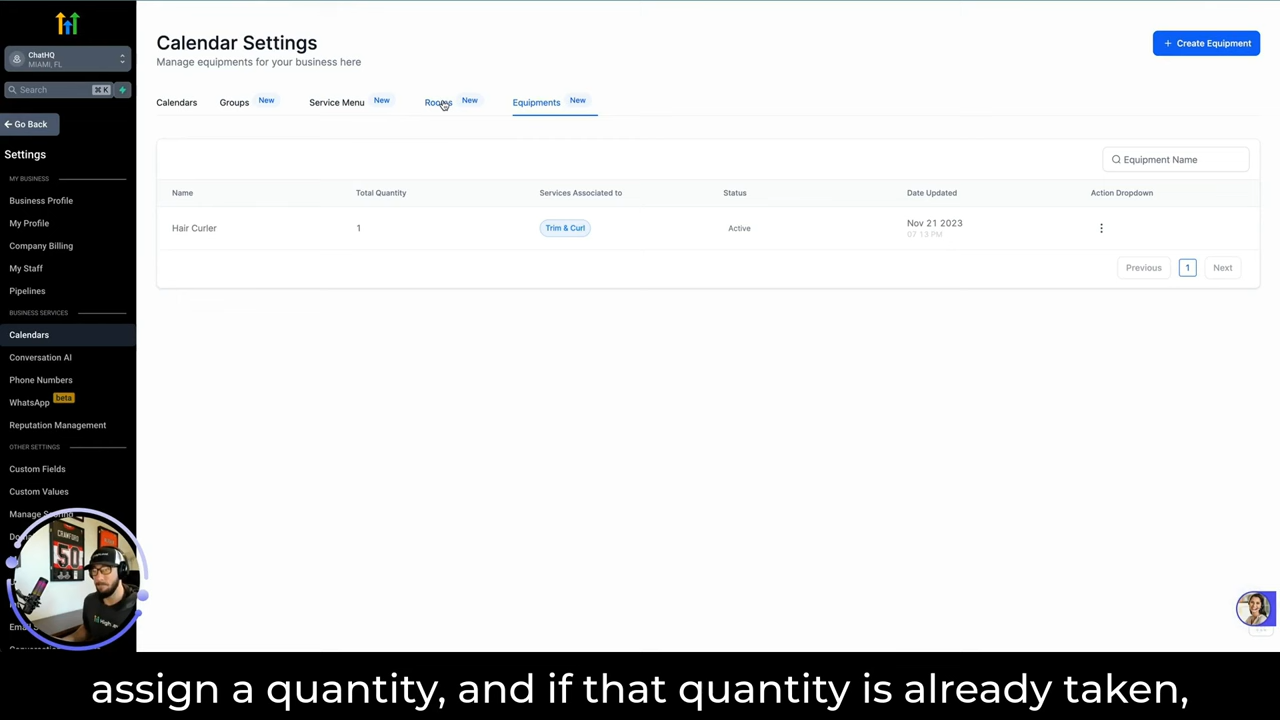 ChatHQ
MIAMI, FL
Search
⌘ K
Go Back
Settings
MY BUSINESS
Business Profile
My Profile
Company Billing
My Staff
Pipelines
BUSINESS SERVICES
Calendars
Conversation AI
Phone Numbers
WhatsApp beta
Reputation Management
OTHER SETTINGS
Custom Fields
Custom Values
Manage
CRAWFORD
50
Calendar Settings
Manage equipments for your business here
+ Create Equipment
Calendars Groups New Service Menu New Rooms New Equipments New
Equipment Name
Name Total Quantity Services Associated to Status Date Updated Action Dropdown
Hair Curler 1 Trim & Curl Active Nov 21 2023
07:13 PM
Previous 1 Next
assign a quantity, and if that quantity is already taken,